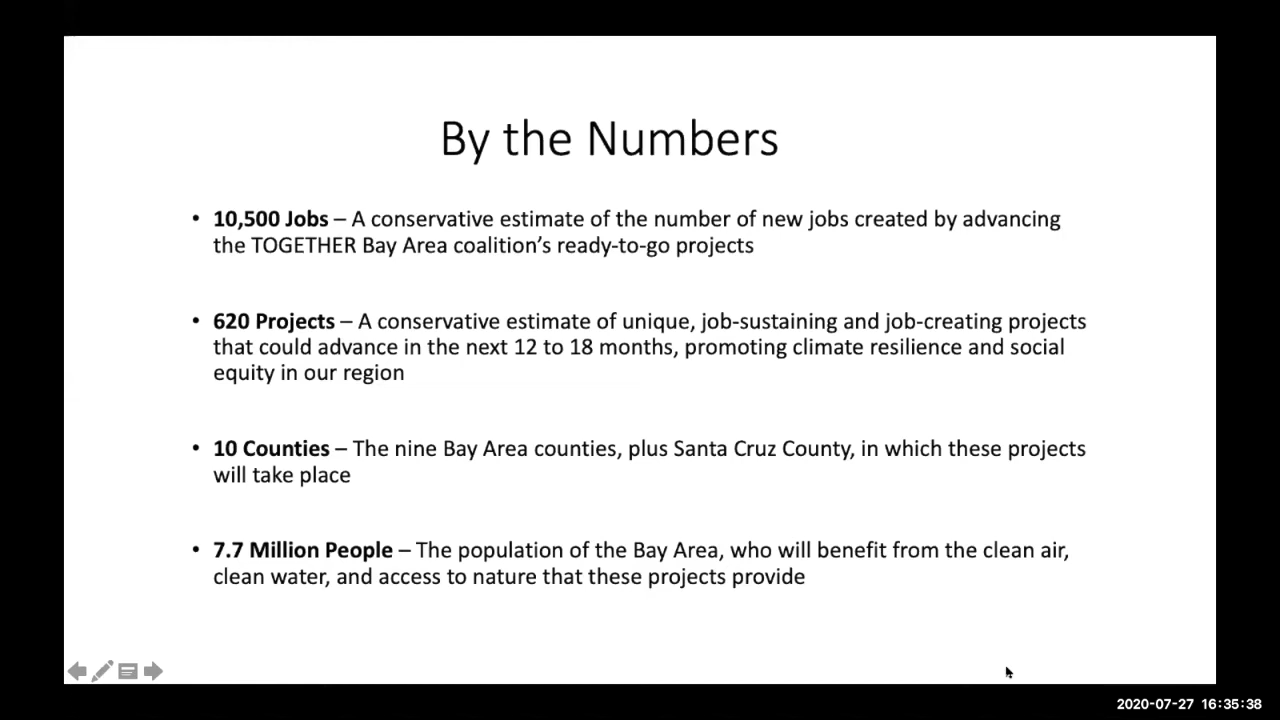 By the Numbers
• 10,500 Jobs – A conservative estimate of the number of new jobs created by advancing
the TOGETHER Bay Area coalition’s ready-to-go projects
• 620 Projects – A conservative estimate of unique, job-sustaining and job-creating projects
that could advance in the next 12 to 18 months, promoting climate resilience and social
equity in our region
• 10 Counties – The nine Bay Area counties, plus Santa Cruz County, in which these projects
will take place
• 7.7 Million People – The population of the Bay Area, who will benefit from the clean air,
clean water, and access to nature that these projects provide
2020-07-27 16:35:38